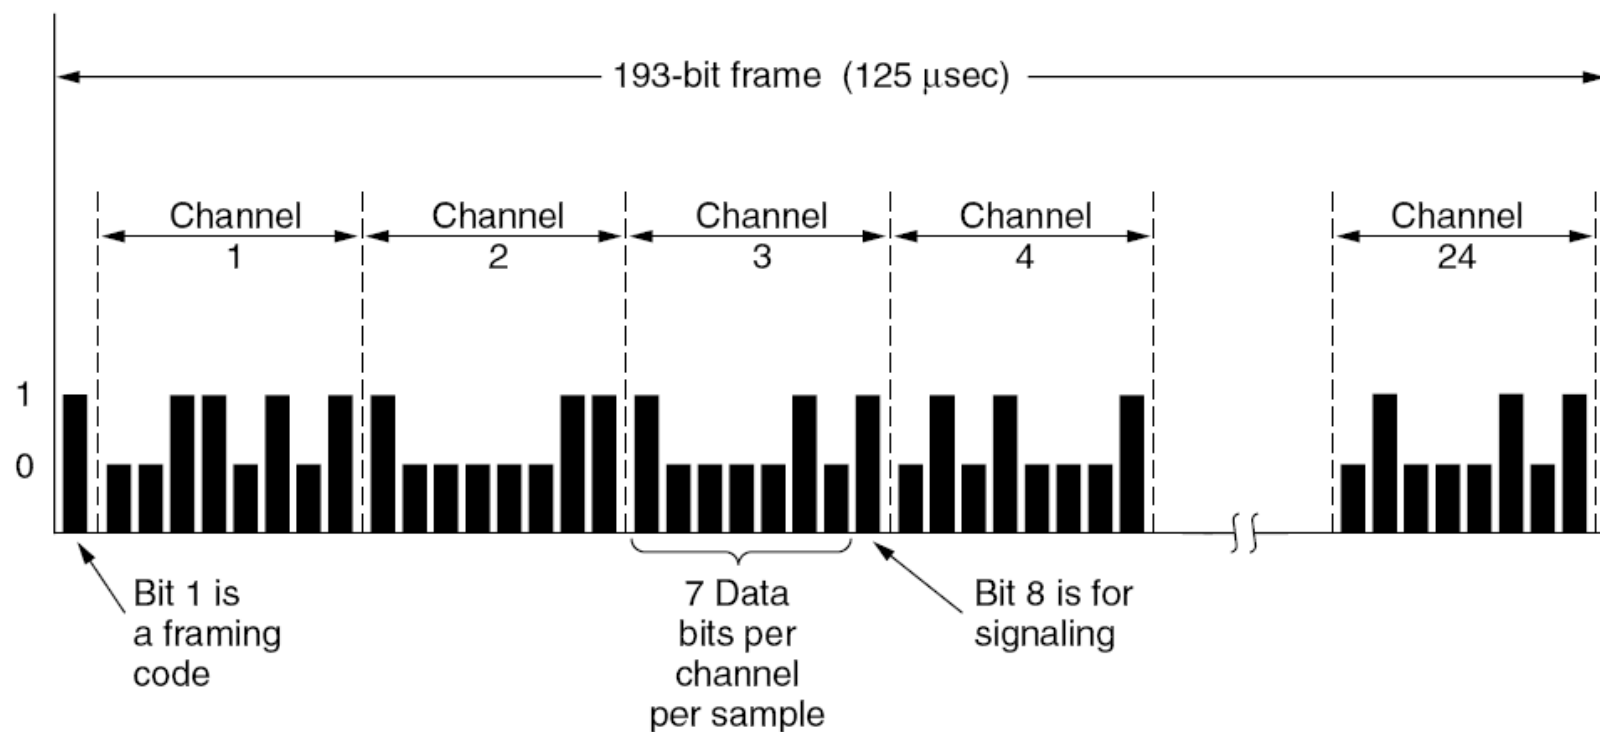 193-bit frame (125 μsec)
Channel
1
Channel
2
Channel
3
Channel
4
Channel
24
1
0
Bit 1 is
a framing
code
7 Data
bits per
channel
per sample
Bit 8 is for
signaling